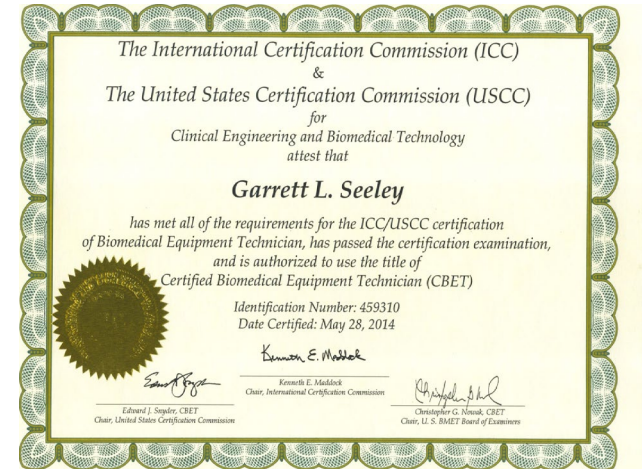 The International Certification Commission (ICC)
&
The United States Certification Commission (USCC)
for
Clinical Engineering and Biomedical Technology
attest that
Garrett L. Seeley
has met all of the requirements for the ICC/USCC certification
of Biomedical Equipment Technician, has passed the certification examination,
and is authorized to use the title of
Certified Biomedical Equipment Technician (CBET)
Identification Number: 459310
Date Certified: May 28, 2014
Kenneth E. Maddock
Kenneth E. Maddock
Chair, International Certification Commission
Edward J. Snyder, CBET
Chair, United States Certification Commission
Christopher G. Nowak, CBET
Chair, U. S. BMET Board of Examiners